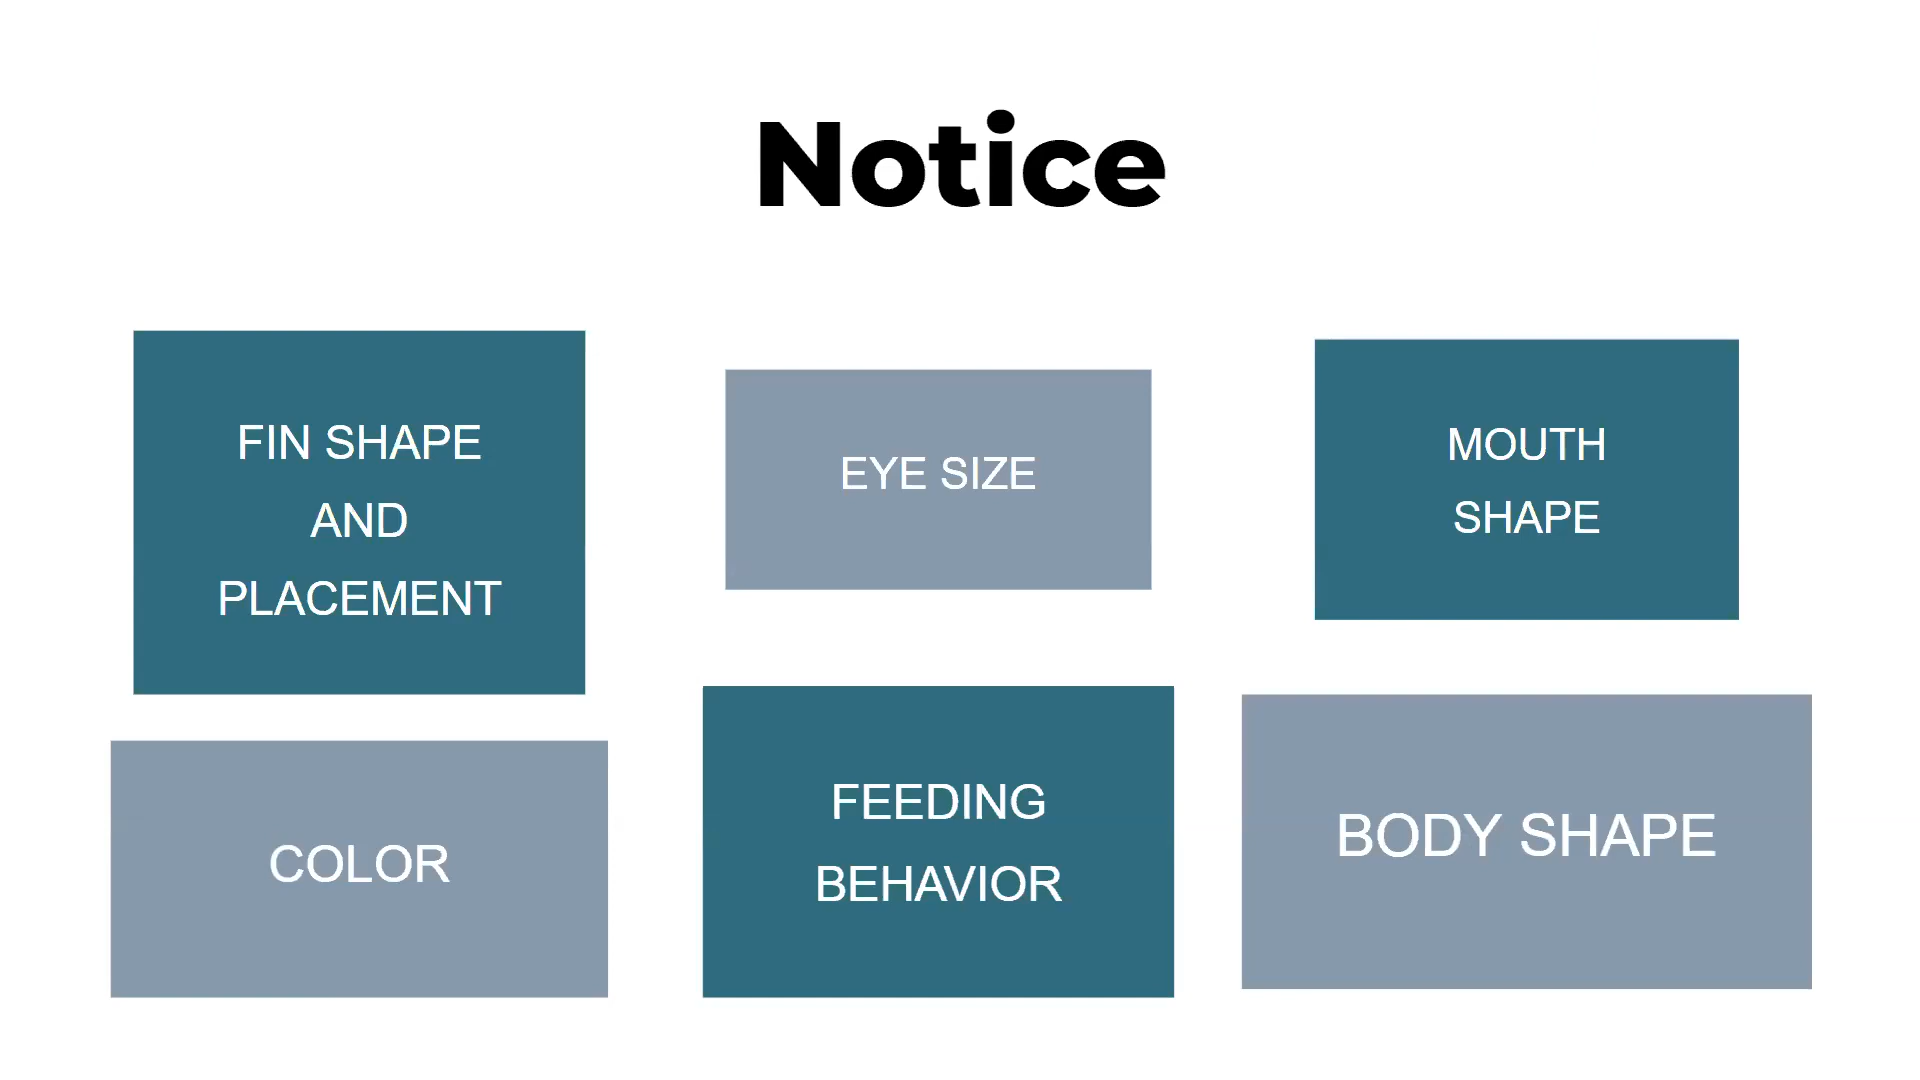 Notice
FIN SHAPE
AND
PLACEMENT
EYE SIZE
MOUTH
SHAPE
COLOR
FEEDING
BEHAVIOR
BODY SHAPE